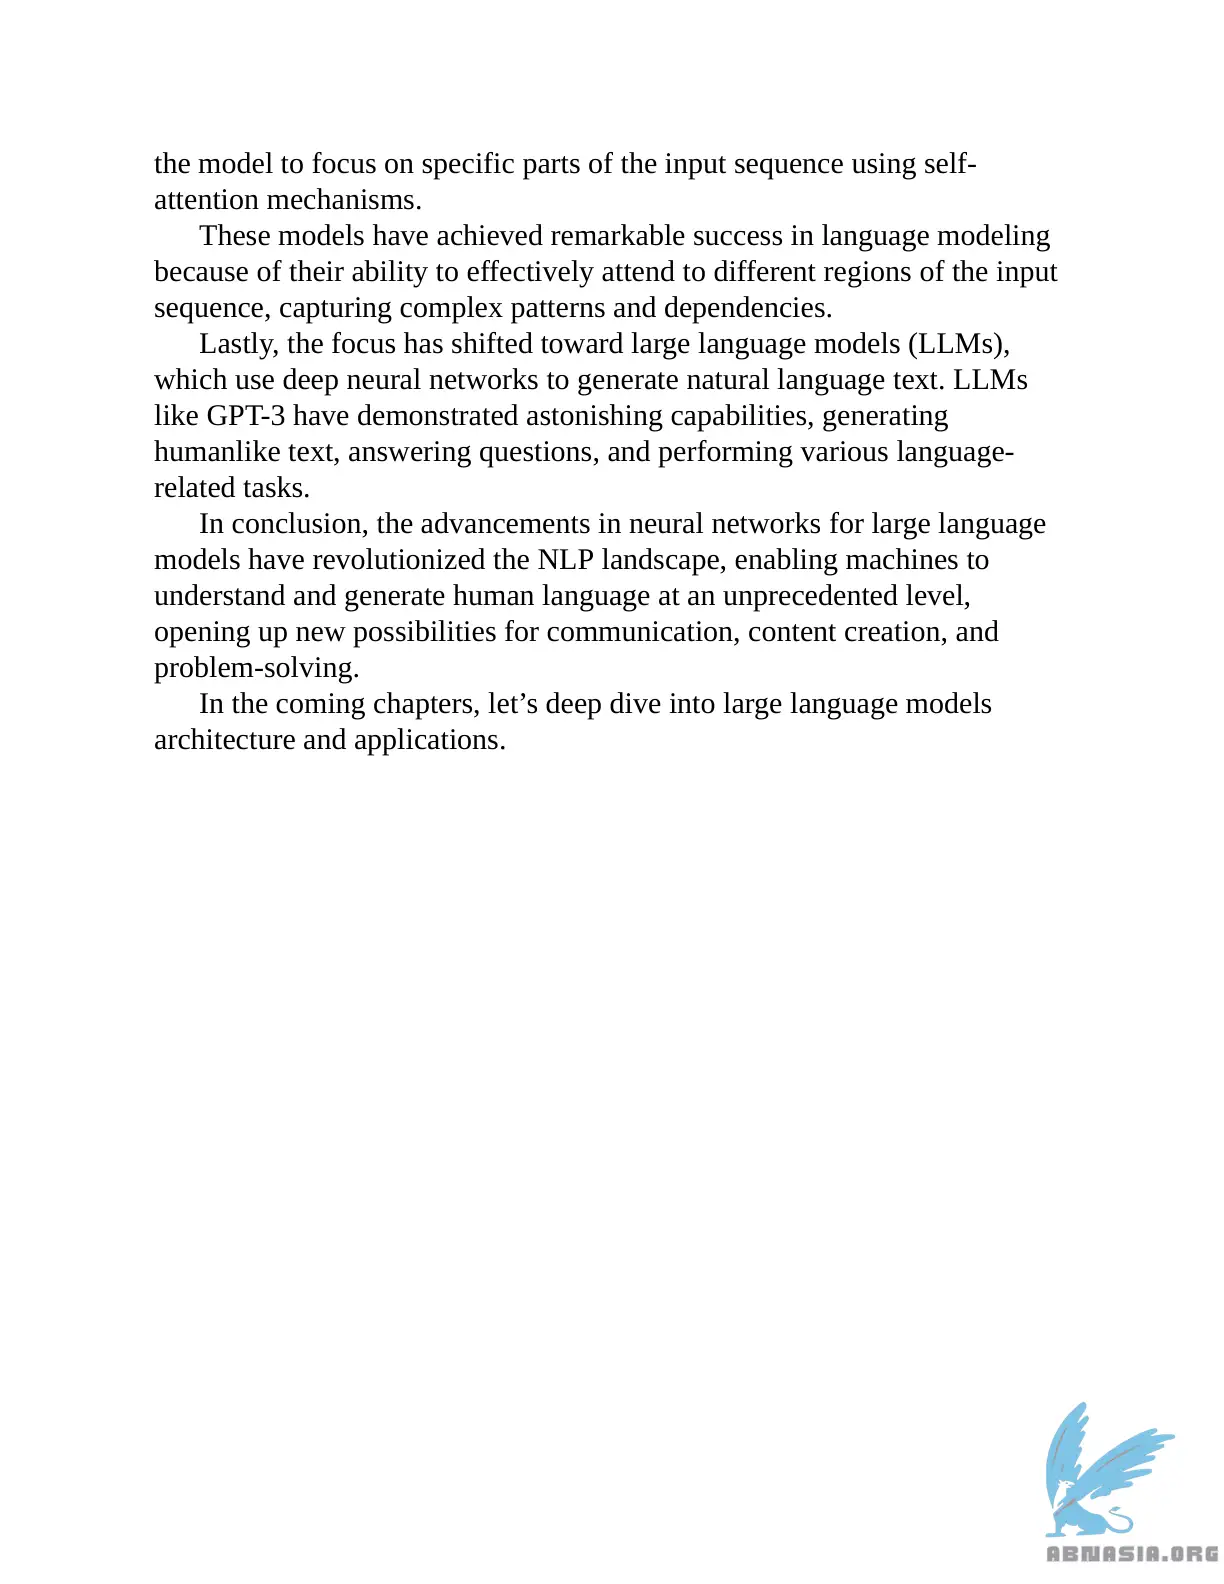 the model to focus on specific parts of the input sequence using self-
attention mechanisms.
These models have achieved remarkable success in language modeling
because of their ability to effectively attend to different regions of the input
sequence, capturing complex patterns and dependencies.
Lastly, the focus has shifted toward large language models (LLMs),
which use deep neural networks to generate natural language text. LLMs
like GPT-3 have demonstrated astonishing capabilities, generating
humanlike text, answering questions, and performing various language-
related tasks.
In conclusion, the advancements in neural networks for large language
models have revolutionized the NLP landscape, enabling machines to
understand and generate human language at an unprecedented level,
opening up new possibilities for communication, content creation, and
problem-solving.
In the coming chapters, let’s deep dive into large language models
architecture and applications.
ABNASIA.ORG